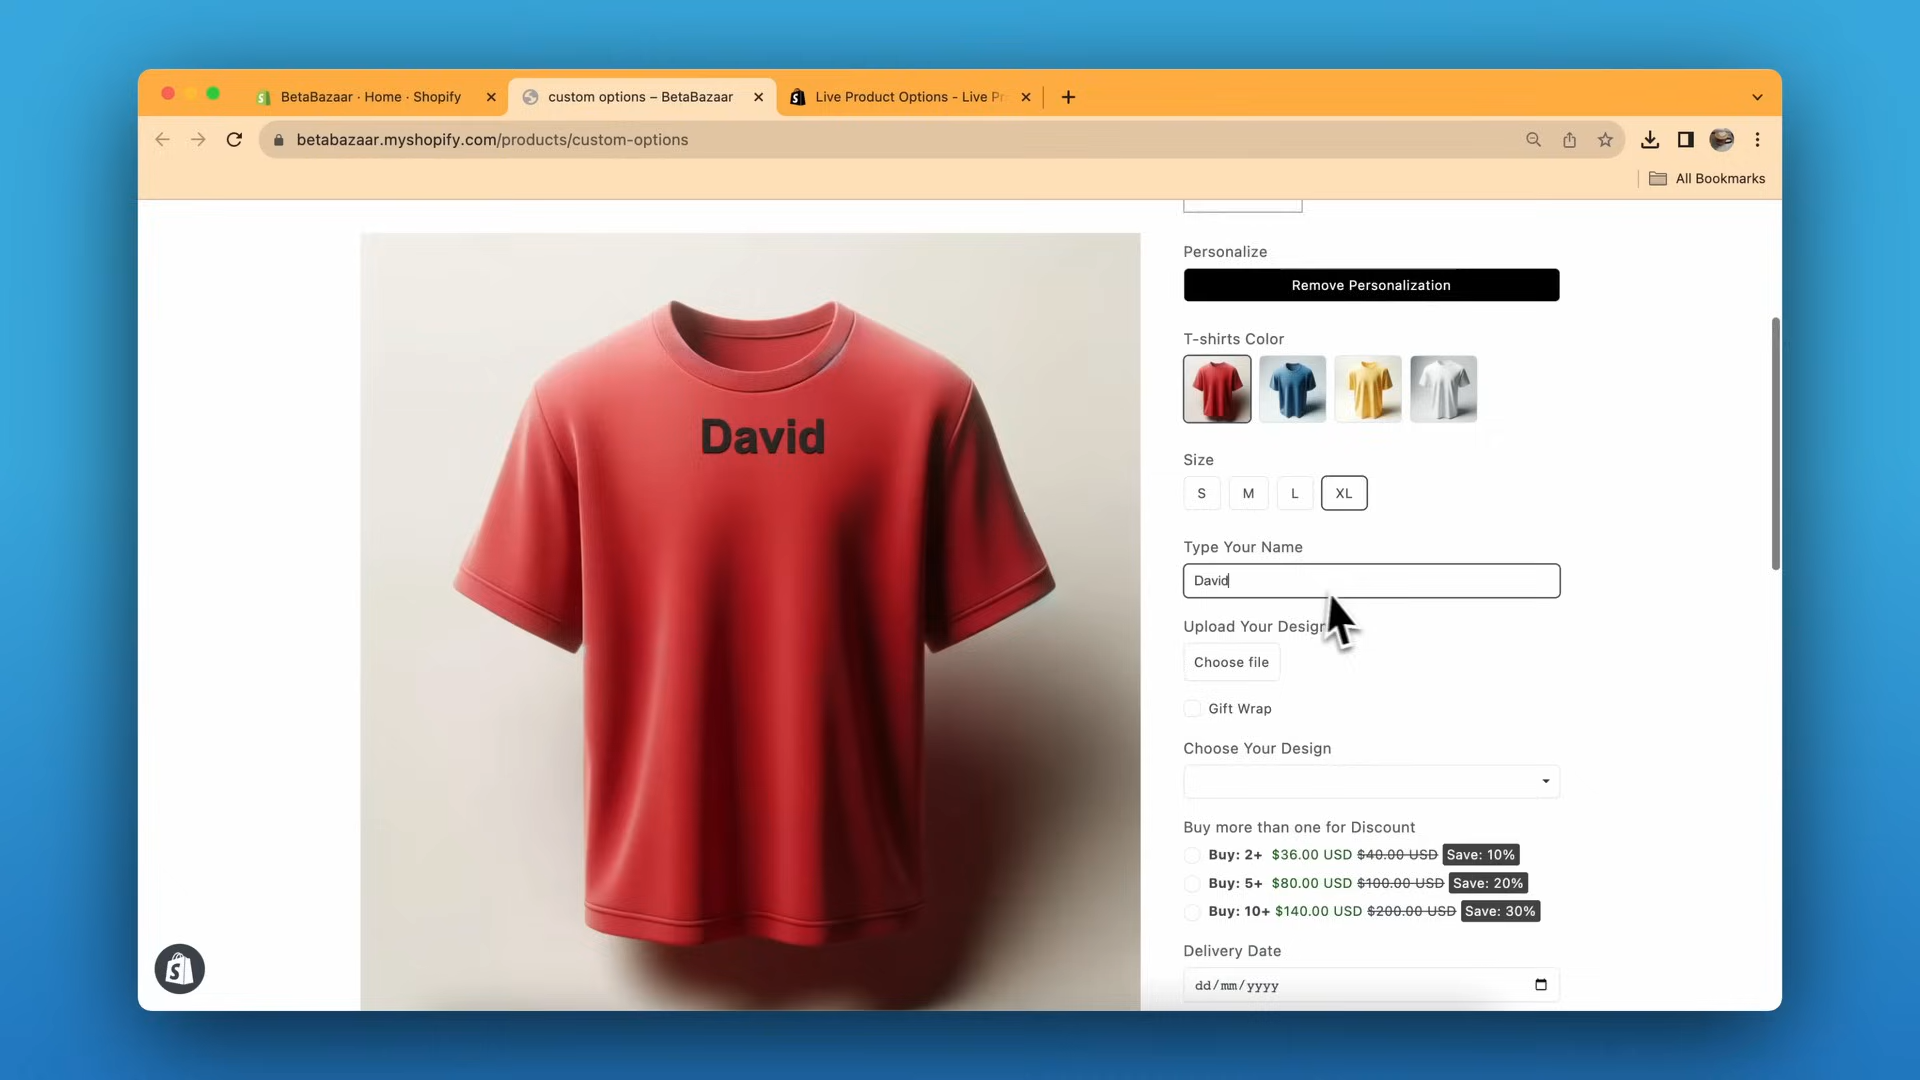 BetaBazaar · Home · Shopify
custom options – BetaBazaar
Live Product Options - Live Pr
betabazaar.myshopify.com/products/custom-options
All Bookmarks
Personalize
Remove Personalization
T-shirts Color
David
Size
S M L XL
Type Your Name
David
Upload Your Design
Choose file
Gift Wrap
Choose Your Design
Buy more than one for Discount
Buy: 2+ $36.00 USD $40.00 USD Save: 10%
Buy: 5+ $80.00 USD $100.00 USD Save: 20%
Buy: 10+ $140.00 USD $200.00 USD Save: 30%
Delivery Date
dd/mm/yyyy